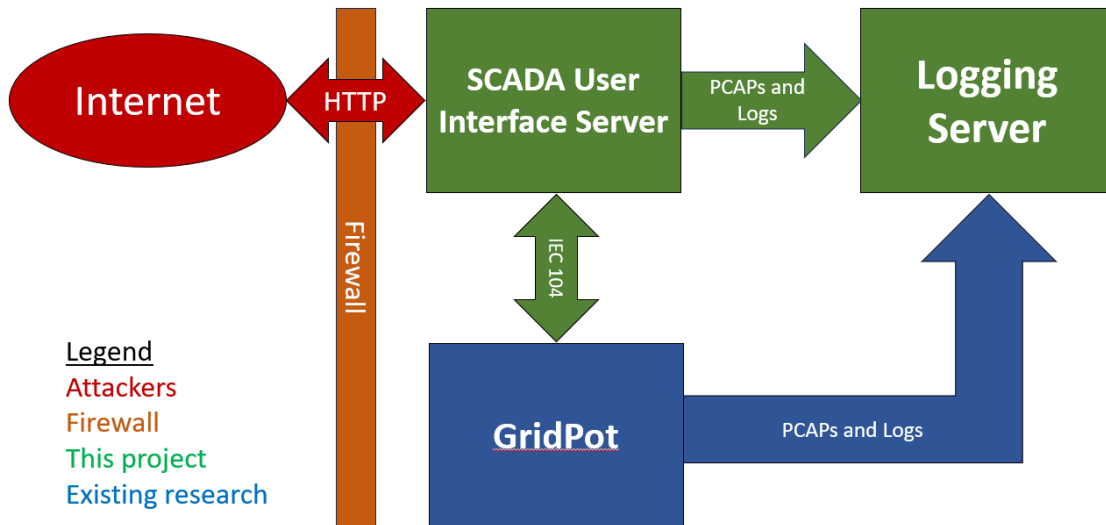 Internet
HTTP
Firewall
SCADA User
Interface Server
PCAPs and
Logs
Logging
Server
IEC 104
GridPot
PCAPs and Logs
Legend
Attackers
Firewall
This project
Existing research